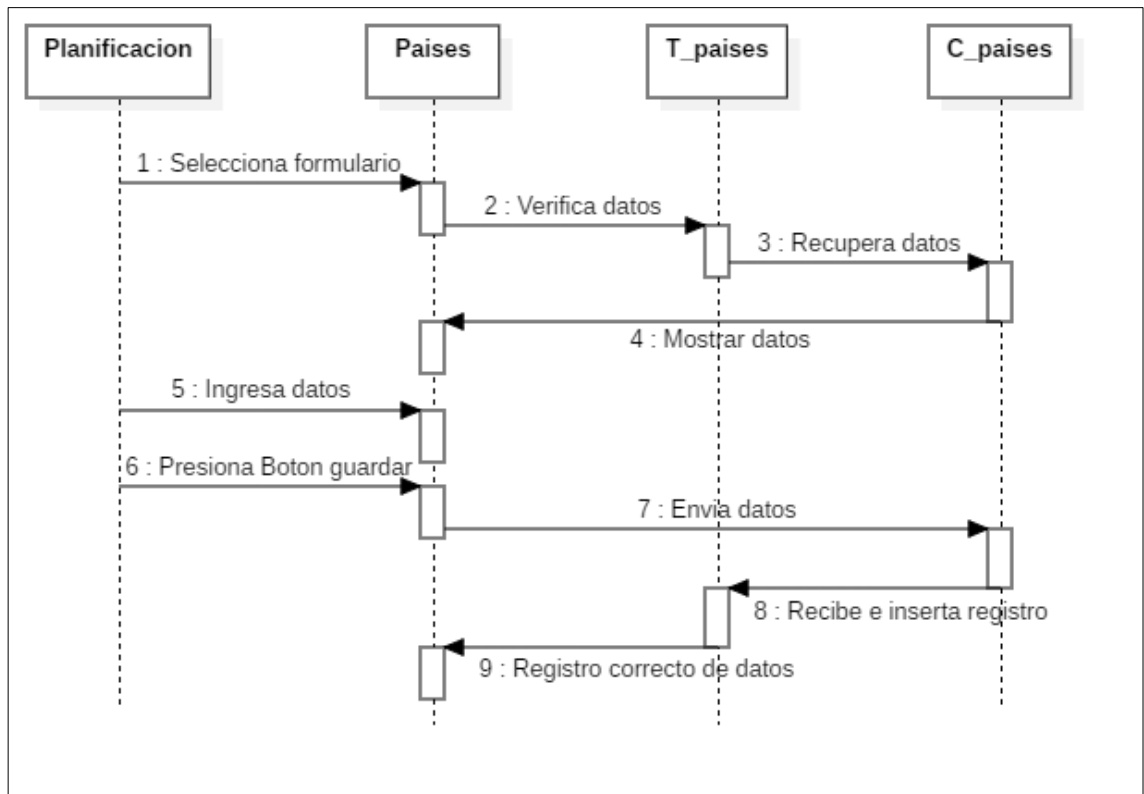 Planificacion
Paises
T_paises
C_paises
1 : Selecciona formulario
2 : Verifica datos
3 : Recupera datos
4 : Mostrar datos
5 : Ingresa datos
6 : Presiona Boton guardar
7 : Envia datos
8 : Recibe e inserta registro
9 : Registro correcto de datos